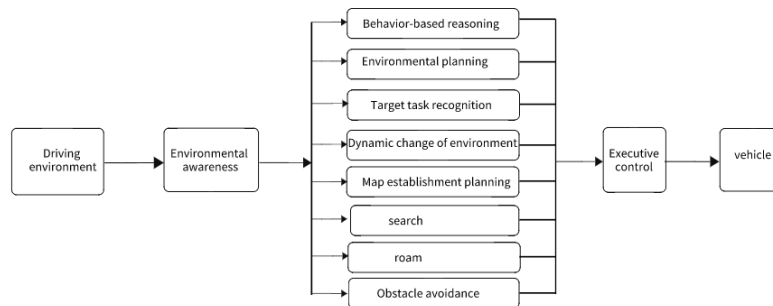 Driving
environment
Environmental
awareness
Behavior-based reasoning
Environmental planning
Target task recognition
Dynamic change of environment
Map establishment planning
search
roam
Obstacle avoidance
Executive
control
vehicle